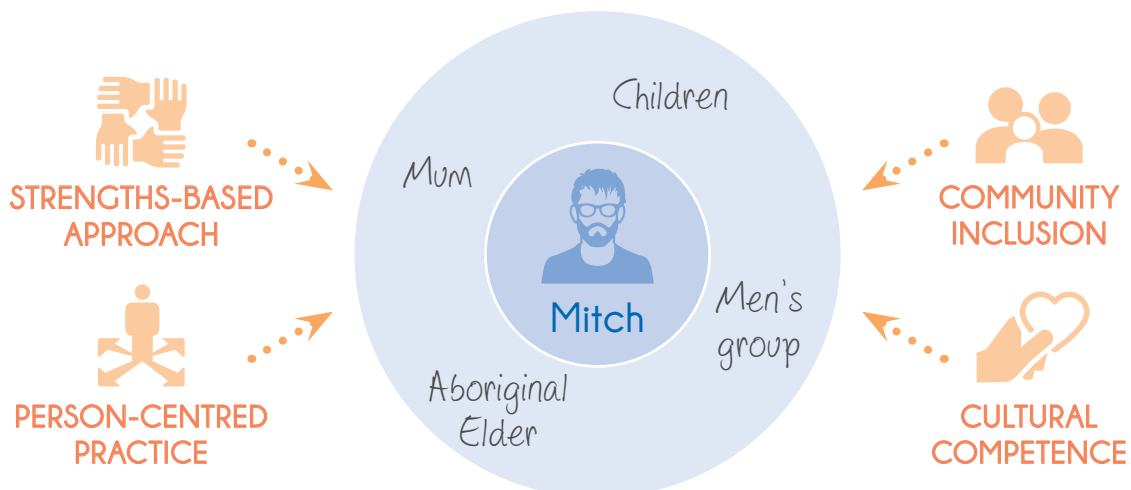 Children
Mum
STRENGTHS-BASED
APPROACH
COMMUNITY
INCLUSION
Mitch
Men's
group
Aboriginal
Elder
PERSON-CENTRED
PRACTICE
CULTURAL
COMPETENCE